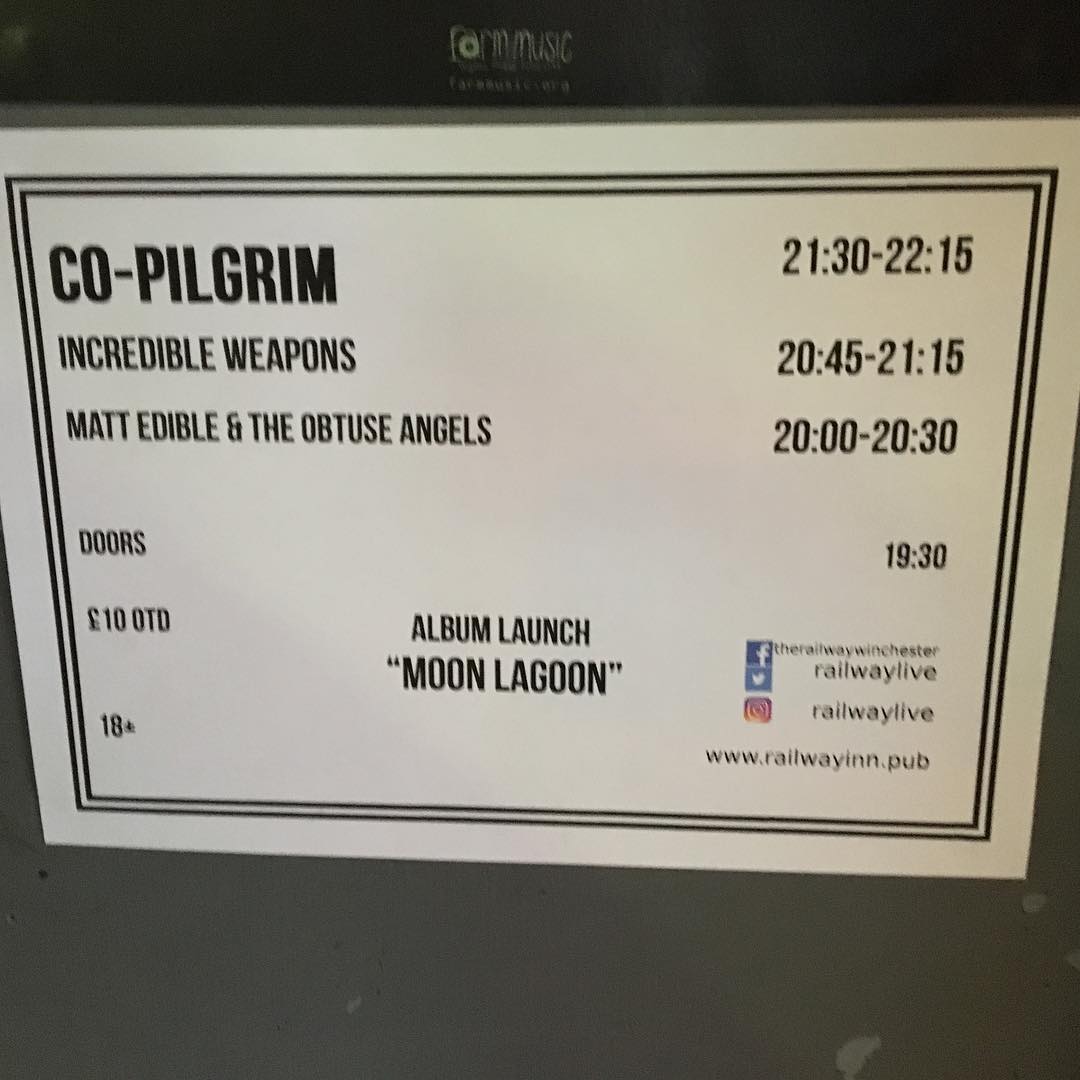 farm music
farmmusic.org
CO-PILGRIM 21:30-22:15
INCREDIBLE WEAPONS 20:45-21:15
MATT EDIBLE & THE OBTUSE ANGELS 20:00-20:30
DOORS 19:30
£10 OTD
ALBUM LAUNCH
"MOON LAGOON"
therailwaywinchester
railwaylive
railwaylive
18+
www.railwayinn.pub